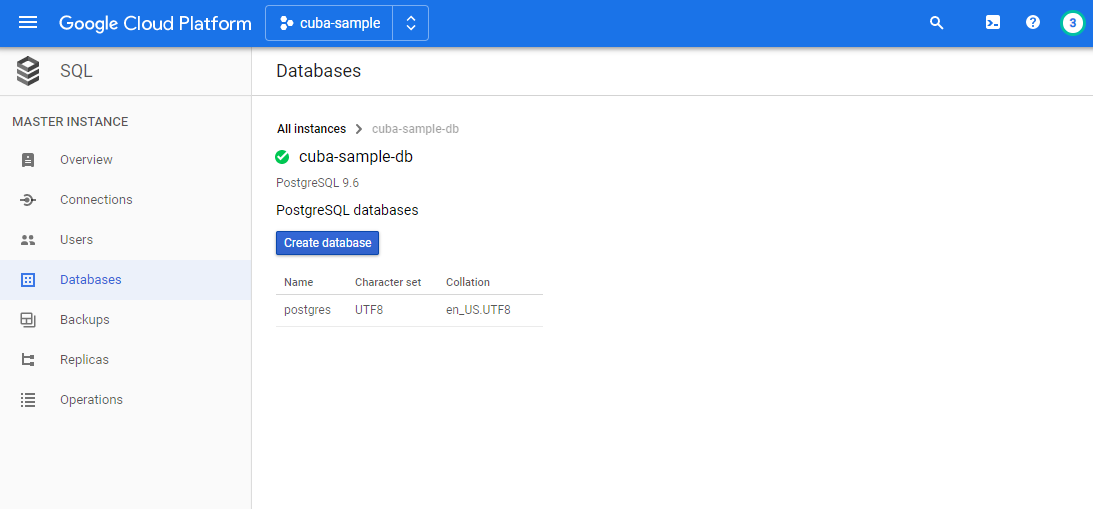 Google Cloud Platform cuba-sample 3
SQL
Databases
MASTER INSTANCE
Overview
Connections
Users
Databases
Backups
Replicas
Operations
All instances cuba-sample-db
cuba-sample-db
PostgreSQL 9.6
PostgreSQL databases
Create database
Name Character set Collation
postgres UTF8 en_US.UTF8